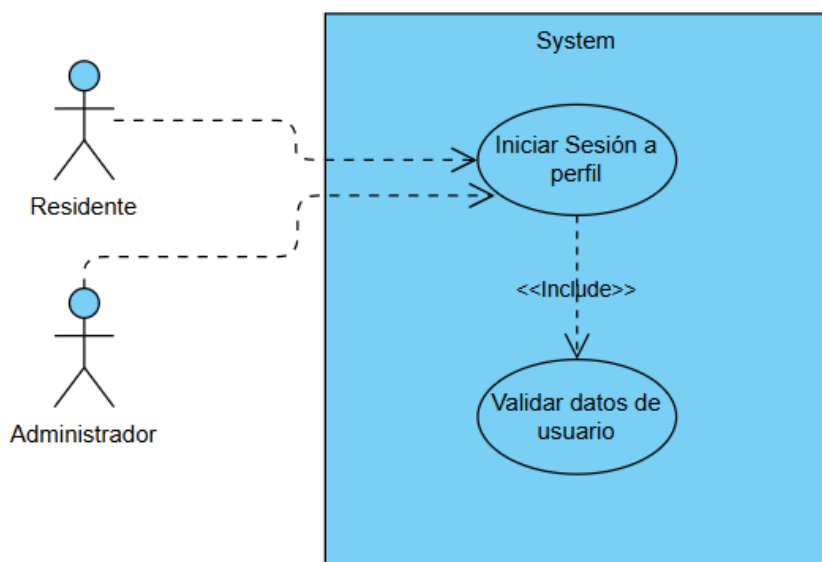 System
Iniciar Sesión a
perfil
Residente
<<Include>>
Validar datos de
usuario
Administrador